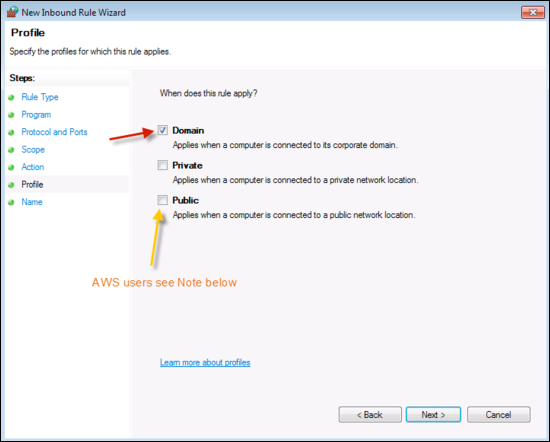 New Inbound Rule Wizard
Profile
Specify the profiles for which this rule applies.
Steps:
Rule Type
Program
Protocol and Ports
Scope
Action
Profile
Name
When does this rule apply?
Domain
Applies when a computer is connected to its corporate domain.
Private
Applies when a computer is connected to a private network location.
Public
Applies when a computer is connected to a public network location.
AWS users see Note below
Learn more about profiles
< Back
Next >
Cancel